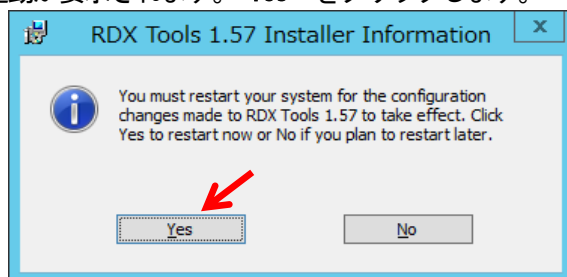 RDX Tools 1.57 Installer Information
You must restart your system for the configuration
changes made to RDX Tools 1.57 to take effect. Click
Yes to restart now or No if you plan to restart later.
Yes
No